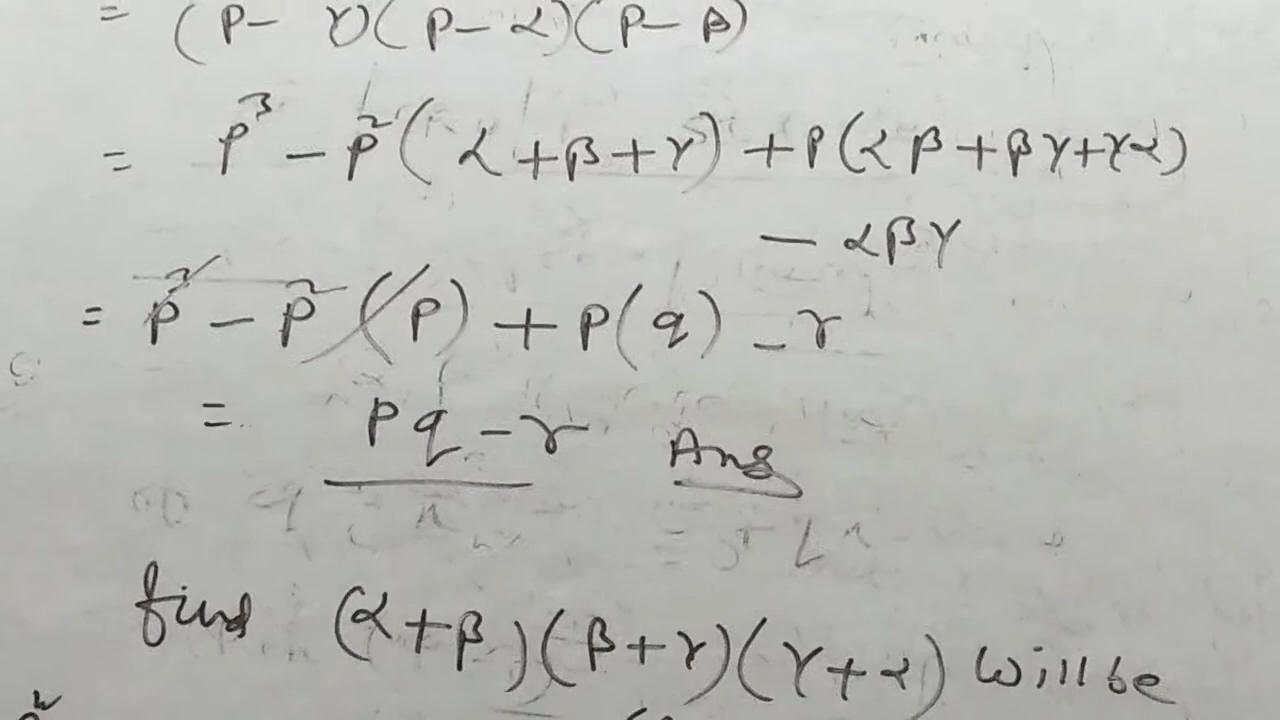 = (P - γ)(P - α)(P - β)
= P³ - P²(α + β + γ) + P(αβ + βγ + γα)
- αβγ
= P³ - P²(P) + P(q) - r
= Pq - r Ans
find (α + β)(β + γ)(γ + α) will be